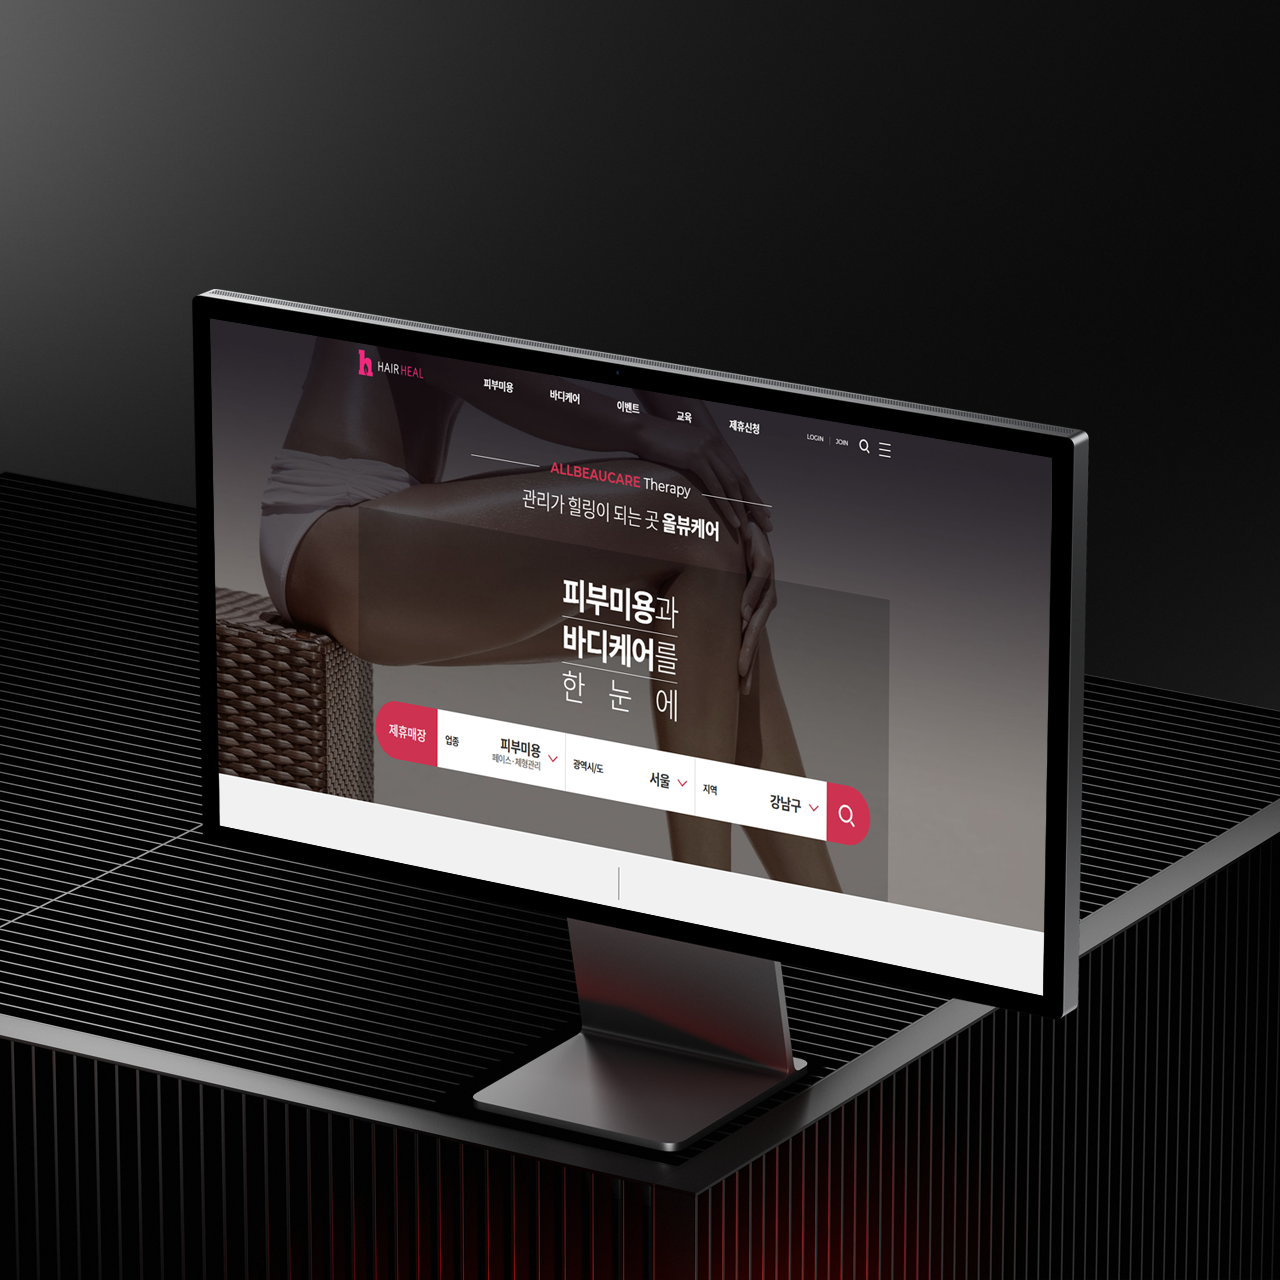 HAIRHEAL
피부미용
바디케어
이벤트
교육
제휴신청
LOGIN
JOIN
ALLBEAUCARE Therapy
관리가 힐링이 되는 곳 올뷰케어
피부미용과
바디케어를
한 눈 에
제휴매장
업종
피부미용
페이스·체형관리
광역시/도
서울
지역
강남구